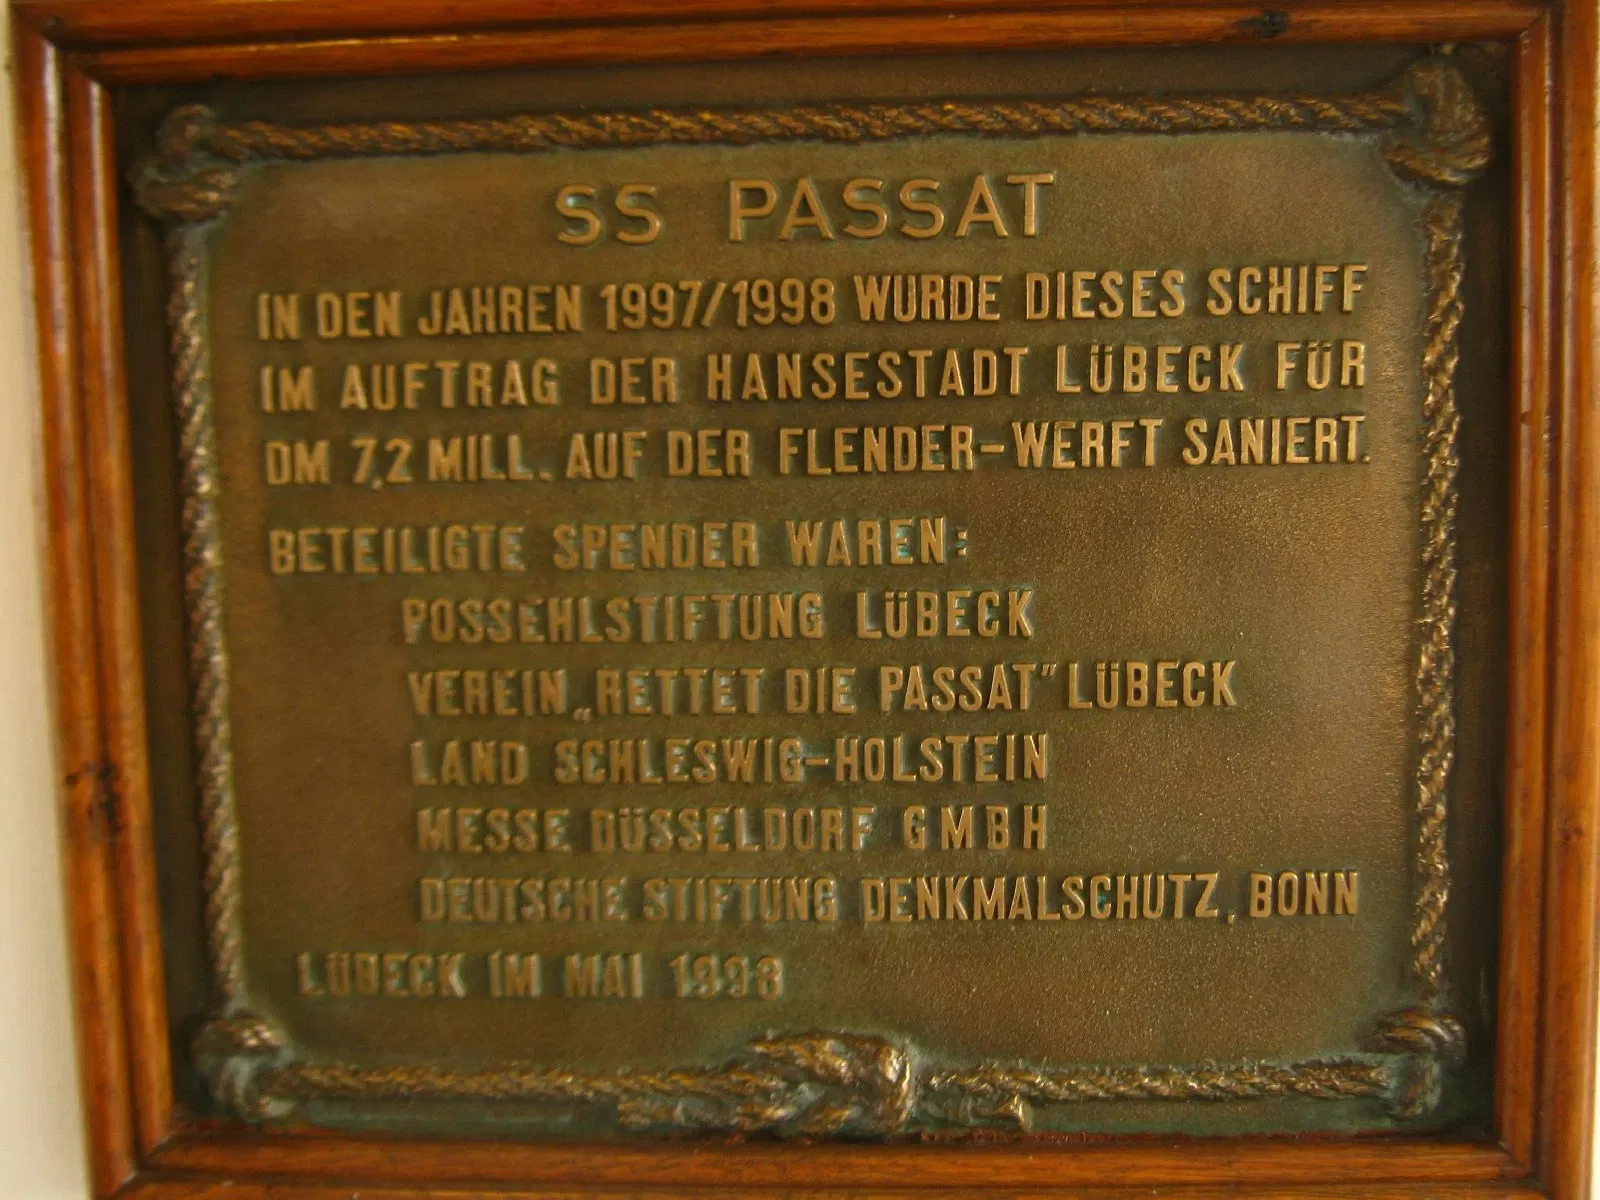 SS PASSAT
IN DEN JAHREN 1997/1998 WURDE DIESES SCHIFF
IM AUFTRAG DER HANSESTADT LÜBECK FÜR
DM 7,2 MILL. AUF DER FLENDER-WERFT SANIERT.
BETEILIGTE SPENDER WAREN:
POSSEHLSTIFTUNG LÜBECK
VEREIN „RETTET DIE PASSAT" LÜBECK
LAND SCHLESWIG-HOLSTEIN
MESSE DÜSSELDORF GMBH
DEUTSCHE STIFTUNG DENKMALSCHUTZ, BONN
LÜBECK IM MAI 1998